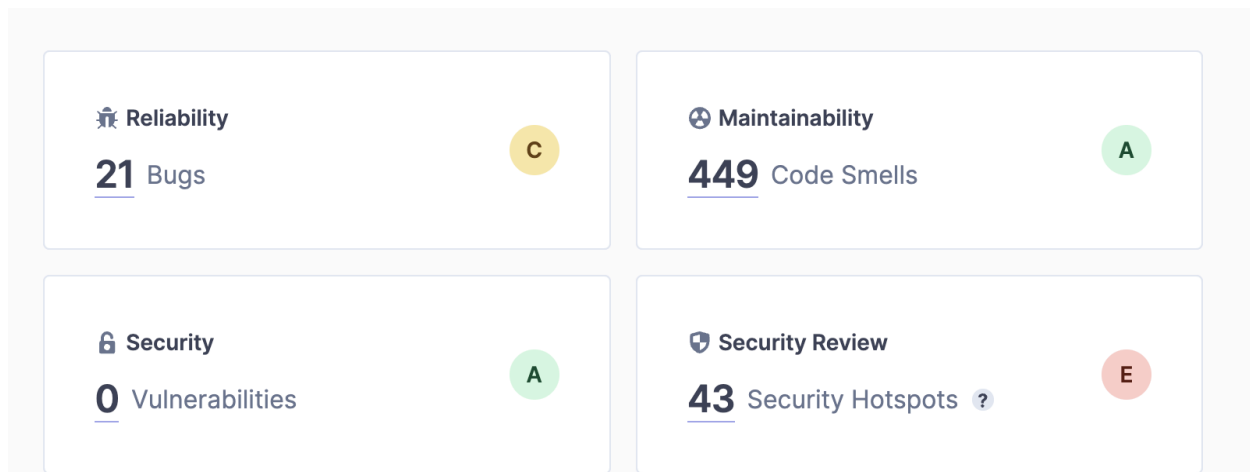 Reliability
21 Bugs
C
Maintainability
449 Code Smells
A
Security
0 Vulnerabilities
A
Security Review
43 Security Hotspots ?
E